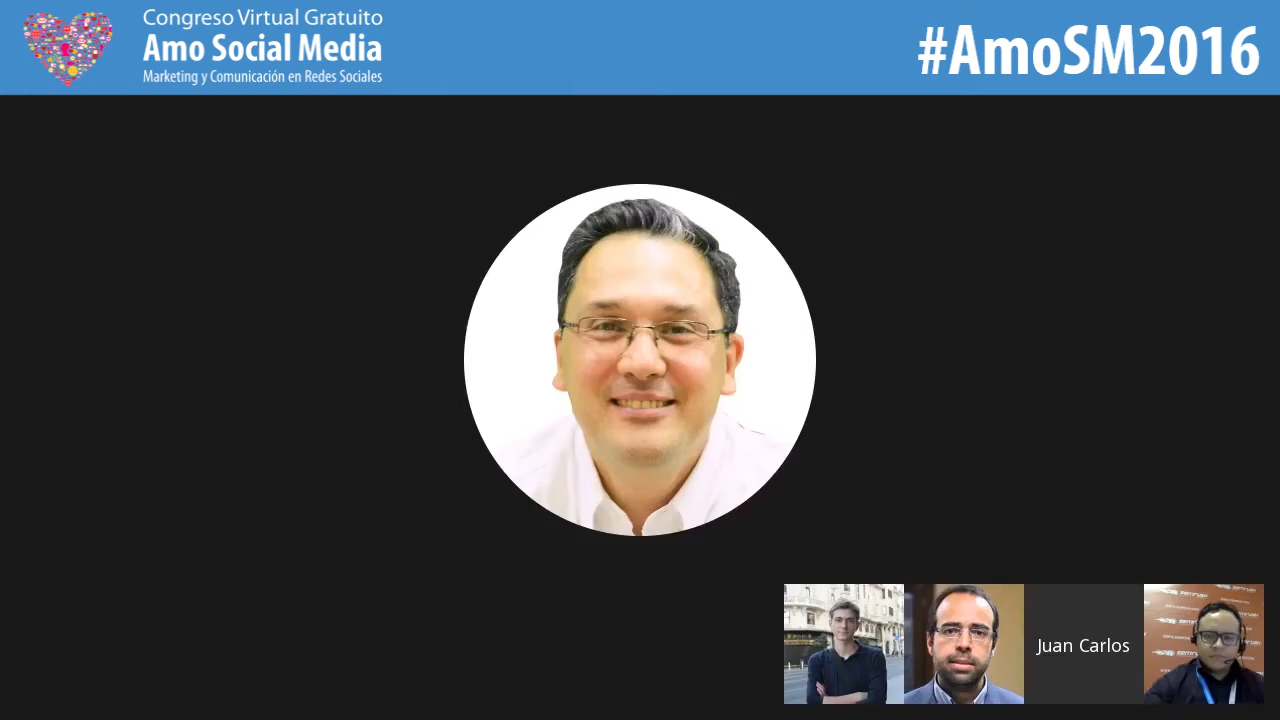 Congreso Virtual Gratuito
Amo Social Media
Marketing y Comunicación en Redes Sociales
#AmoSM2016
Juan Carlos